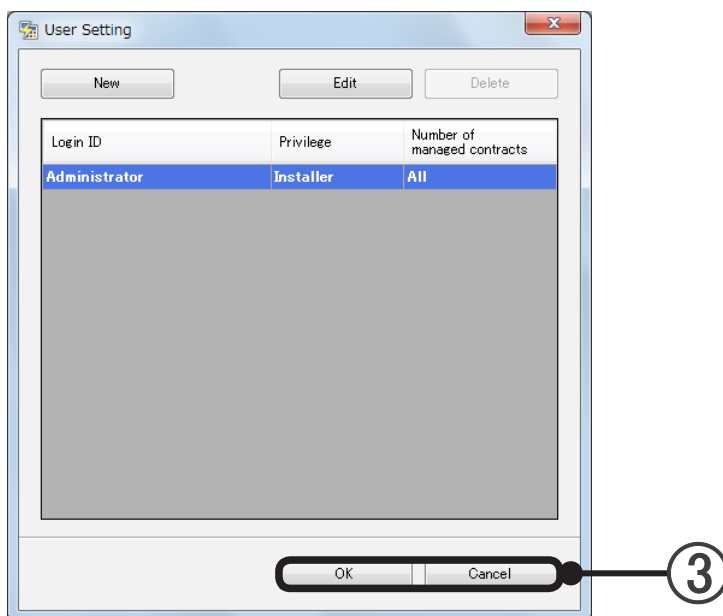 User Setting
New Edit Delete
Login ID Privilege Number of
managed contracts
Administrator Installer All
OK Cancel
③